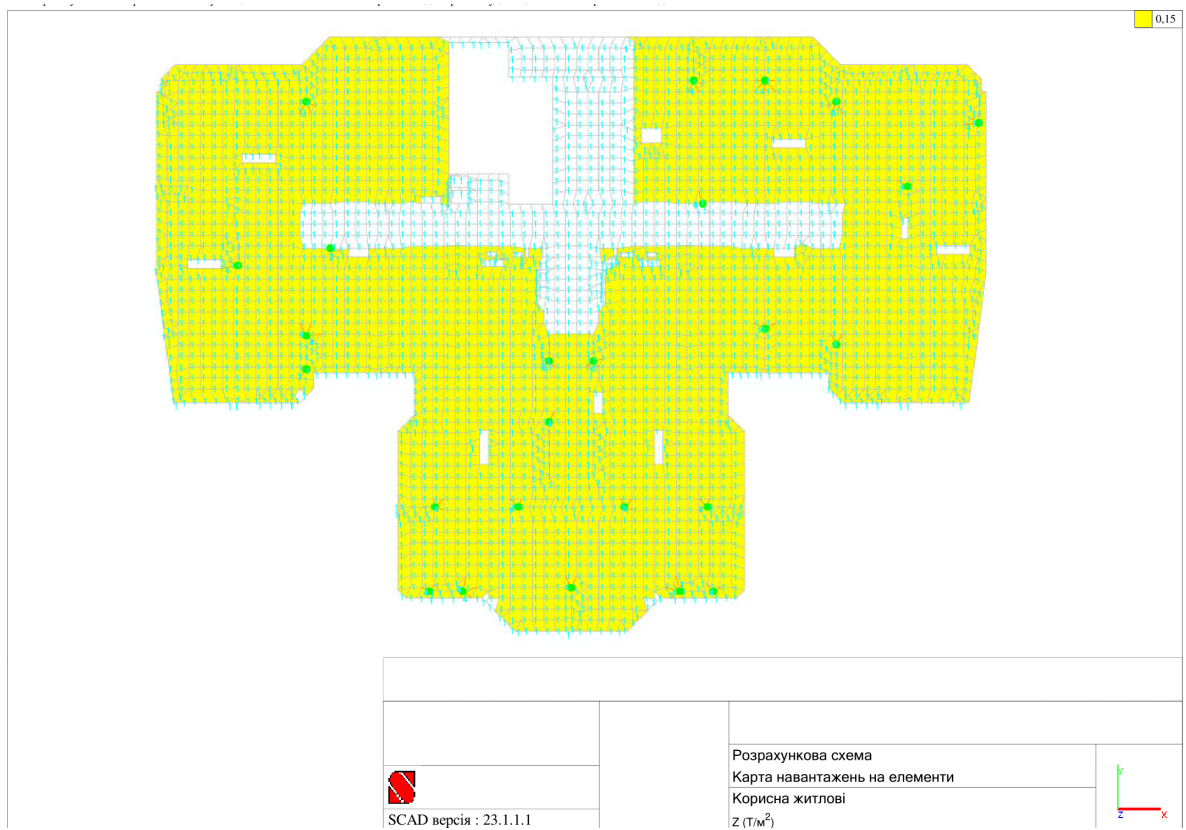 0,15
Розрахункова схема
Карта навантажень на елементи
Корисна житлові
Z (Т/м²)
SCAD версія : 23.1.1.1
Y
Z X